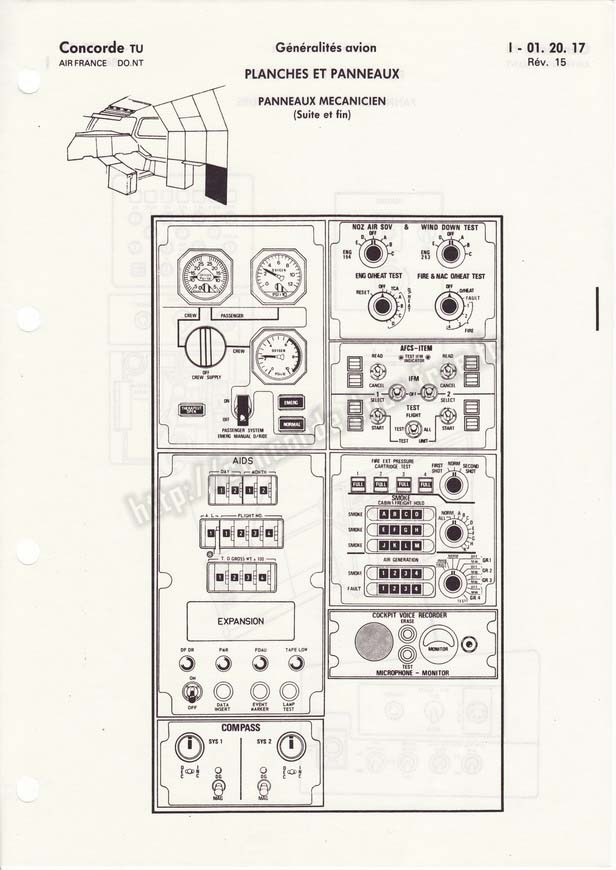 Concorde TU
AIR FRANCE DO.NT
Généralités avion
PLANCHES ET PANNEAUX
I - 01. 20. 17
Rév. 15
PANNEAUX MECANICIEN
(Suite et fin)
CREW
PASSENGER
CREW
OFF
CREW SUPPLY
THERAPEUT
OPEN
ON
OFF
EMERG
NORMAL
PASSENGER SYSTEM
EMERG MANUAL O/RIDE
NOZ AIR SOV & WIND DOWN TEST
OFF
OFF
ENG
1&4
ENG
2&3
ENG O/HEAT TEST
FIRE & NAC O/HEAT TEST
RESET
OFF
TCA
OFF
O/HEAT
FAULT
FIRE
AFCS-ITEM
READ
TEST IFM
INDICATOR
READ
IFM
CANCEL
CANCEL
1
OFF
2
SELECT
SELECT
TEST
FLIGHT
START
TEST
ALL
START
TEST
UNIT
AIDS
DAY
MONTH
1 2 1 2
A L
FLIGHT NO.
T. O GROSS WT x 100
1 2 3 4
EXPANSION
DF DR
PWR
FDAU
TAPE LOW
ON
OFF
DATA
INSERT
EVENT
MARKER
LAMP
TEST
FIRE EXT PRESSURE
CARTRIDGE TEST
FIRST
SHOT
NORM
SECOND
SHOT
1 2 3 4
FULL FULL FULL FULL
SMOKE
CABIN & FREIGHT HOLD
SMOKE A B C D
SMOKE E F G H
SMOKE J K L M
NORM
ALL
AIR GENERATION
SMOKE 1 2 3 4
FAULT 1 2 3 4
GR 1
GR 2
GR 3
GR 4
COCKPIT VOICE RECORDER
ERASE
TEST
MONITOR
MICROPHONE - MONITOR
COMPASS
SYS 1
SYS 2
DG
MAG
DG
MAG